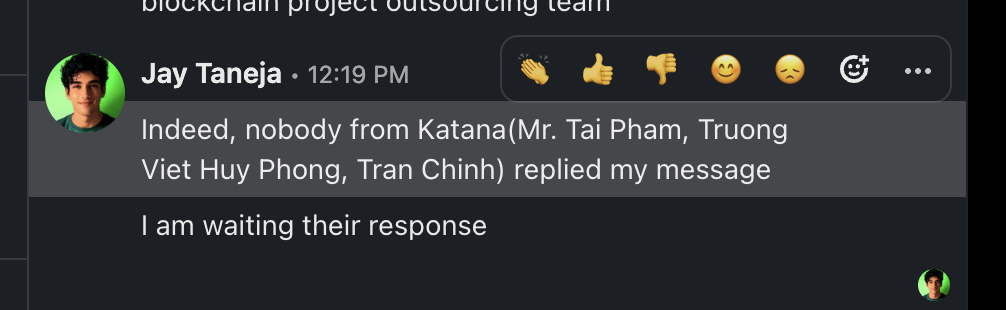 blockchain project outsourcing team
Jay Taneja • 12:19 PM
Indeed, nobody from Katana(Mr. Tai Pham, Truong
Viet Huy Phong, Tran Chinh) replied my message
I am waiting their response